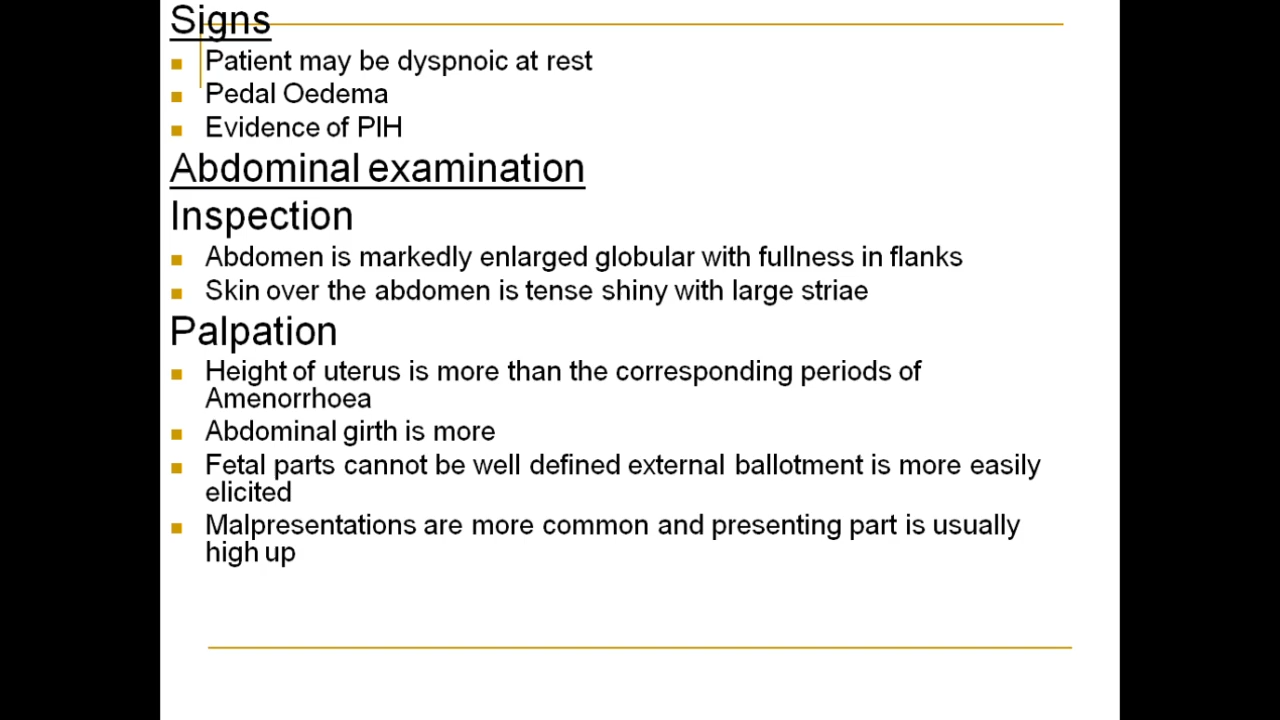 Signs
Patient may be dyspnoic at rest
Pedal Oedema
Evidence of PIH
Abdominal examination
Inspection
Abdomen is markedly enlarged globular with fullness in flanks
Skin over the abdomen is tense shiny with large striae
Palpation
Height of uterus is more than the corresponding periods of
Amenorrhoea
Abdominal girth is more
Fetal parts cannot be well defined external ballotment is more easily
elicited
Malpresentations are more common and presenting part is usually
high up